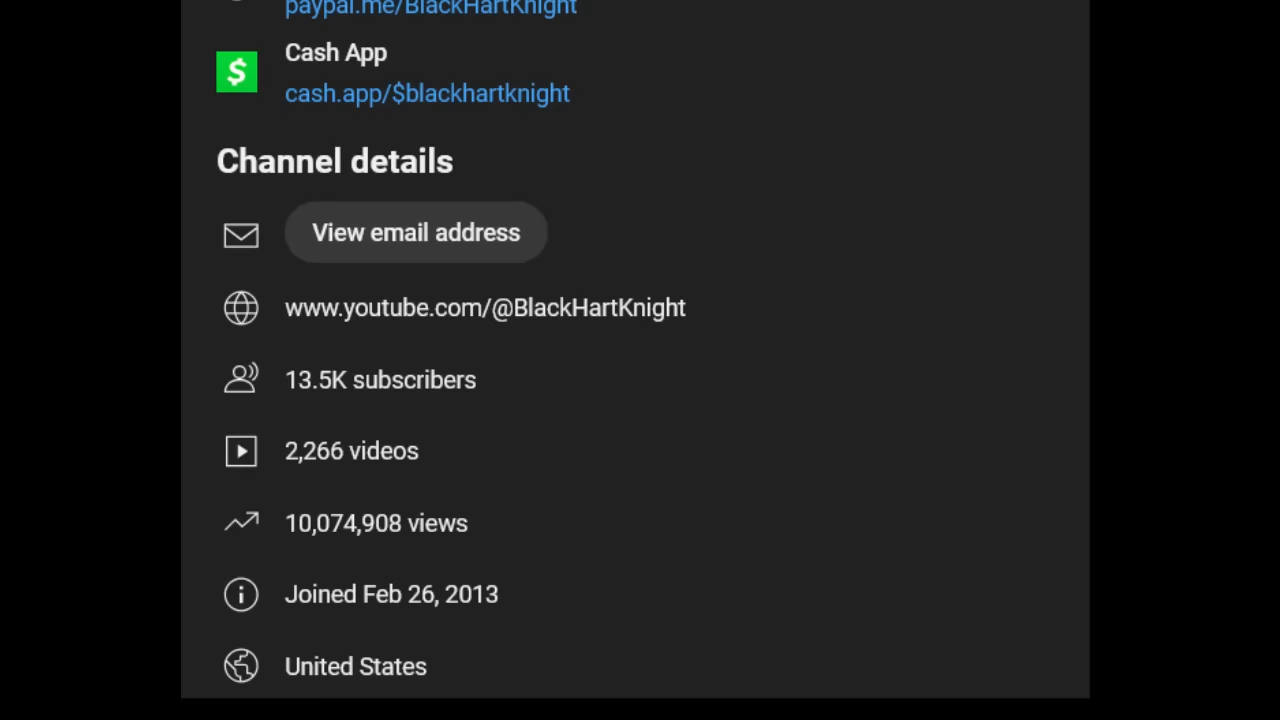 paypal.me/BlackHartKnight
Cash App
cash.app/$blackhartknight
Channel details
View email address
www.youtube.com/@BlackHartKnight
13.5K subscribers
2,266 videos
10,074,908 views
Joined Feb 26, 2013
United States